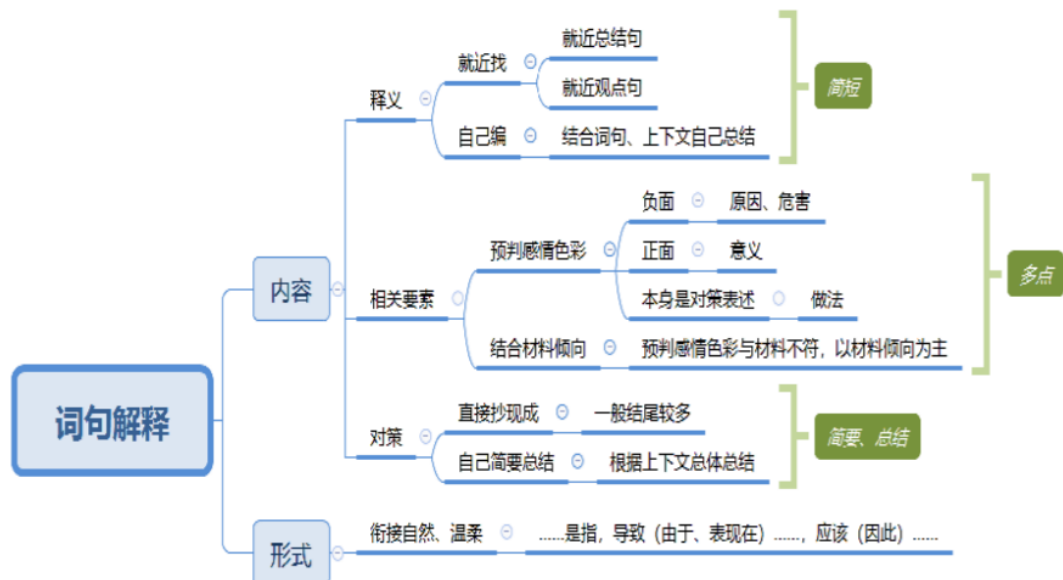 词句解释
内容
释义
就近找
就近总结句
就近观点句
自己编
结合词句、上下文自己总结
简短
相关要素
预判感情色彩
负面
原因、危害
正面
意义
本身是对策表述
做法
结合材料倾向
预判感情色彩与材料不符，以材料倾向为主
多点
对策
直接抄现成
一般结尾较多
自己简要总结
根据上下文总体总结
简要、总结
形式
衔接自然、温柔
……是指，导致（由于、表现在）……，应该（因此）……